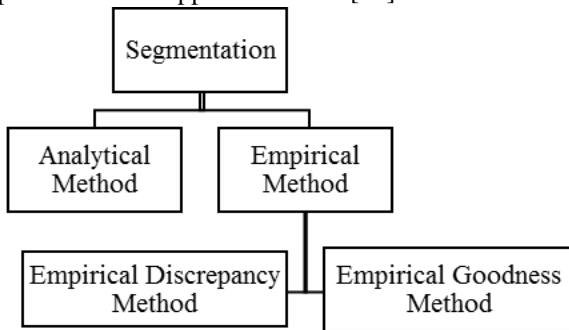 Segmentation
Analytical
Method
Empirical
Method
Empirical Discrepancy
Method
Empirical Goodness
Method